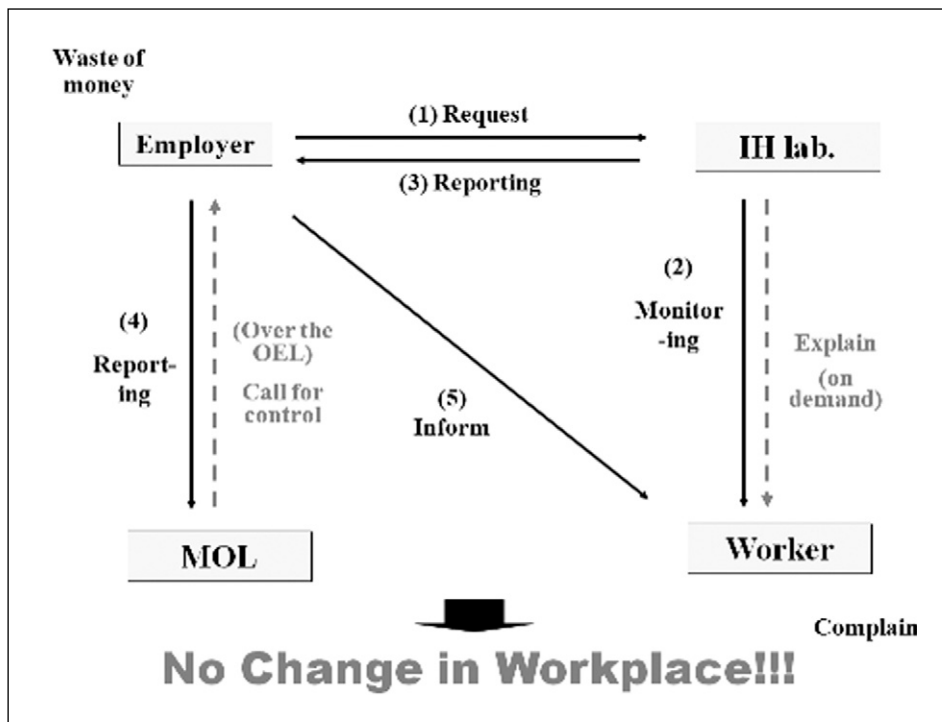 Waste of
money
(1) Request
Employer
IH lab.
(3) Reporting
(4)
Report-
ing
(Over the
OEL)
Call for
control
(5)
Inform
(2)
Monitor
-ing
Explain
(on
demand)
MOL
Worker
Complain
No Change in Workplace!!!